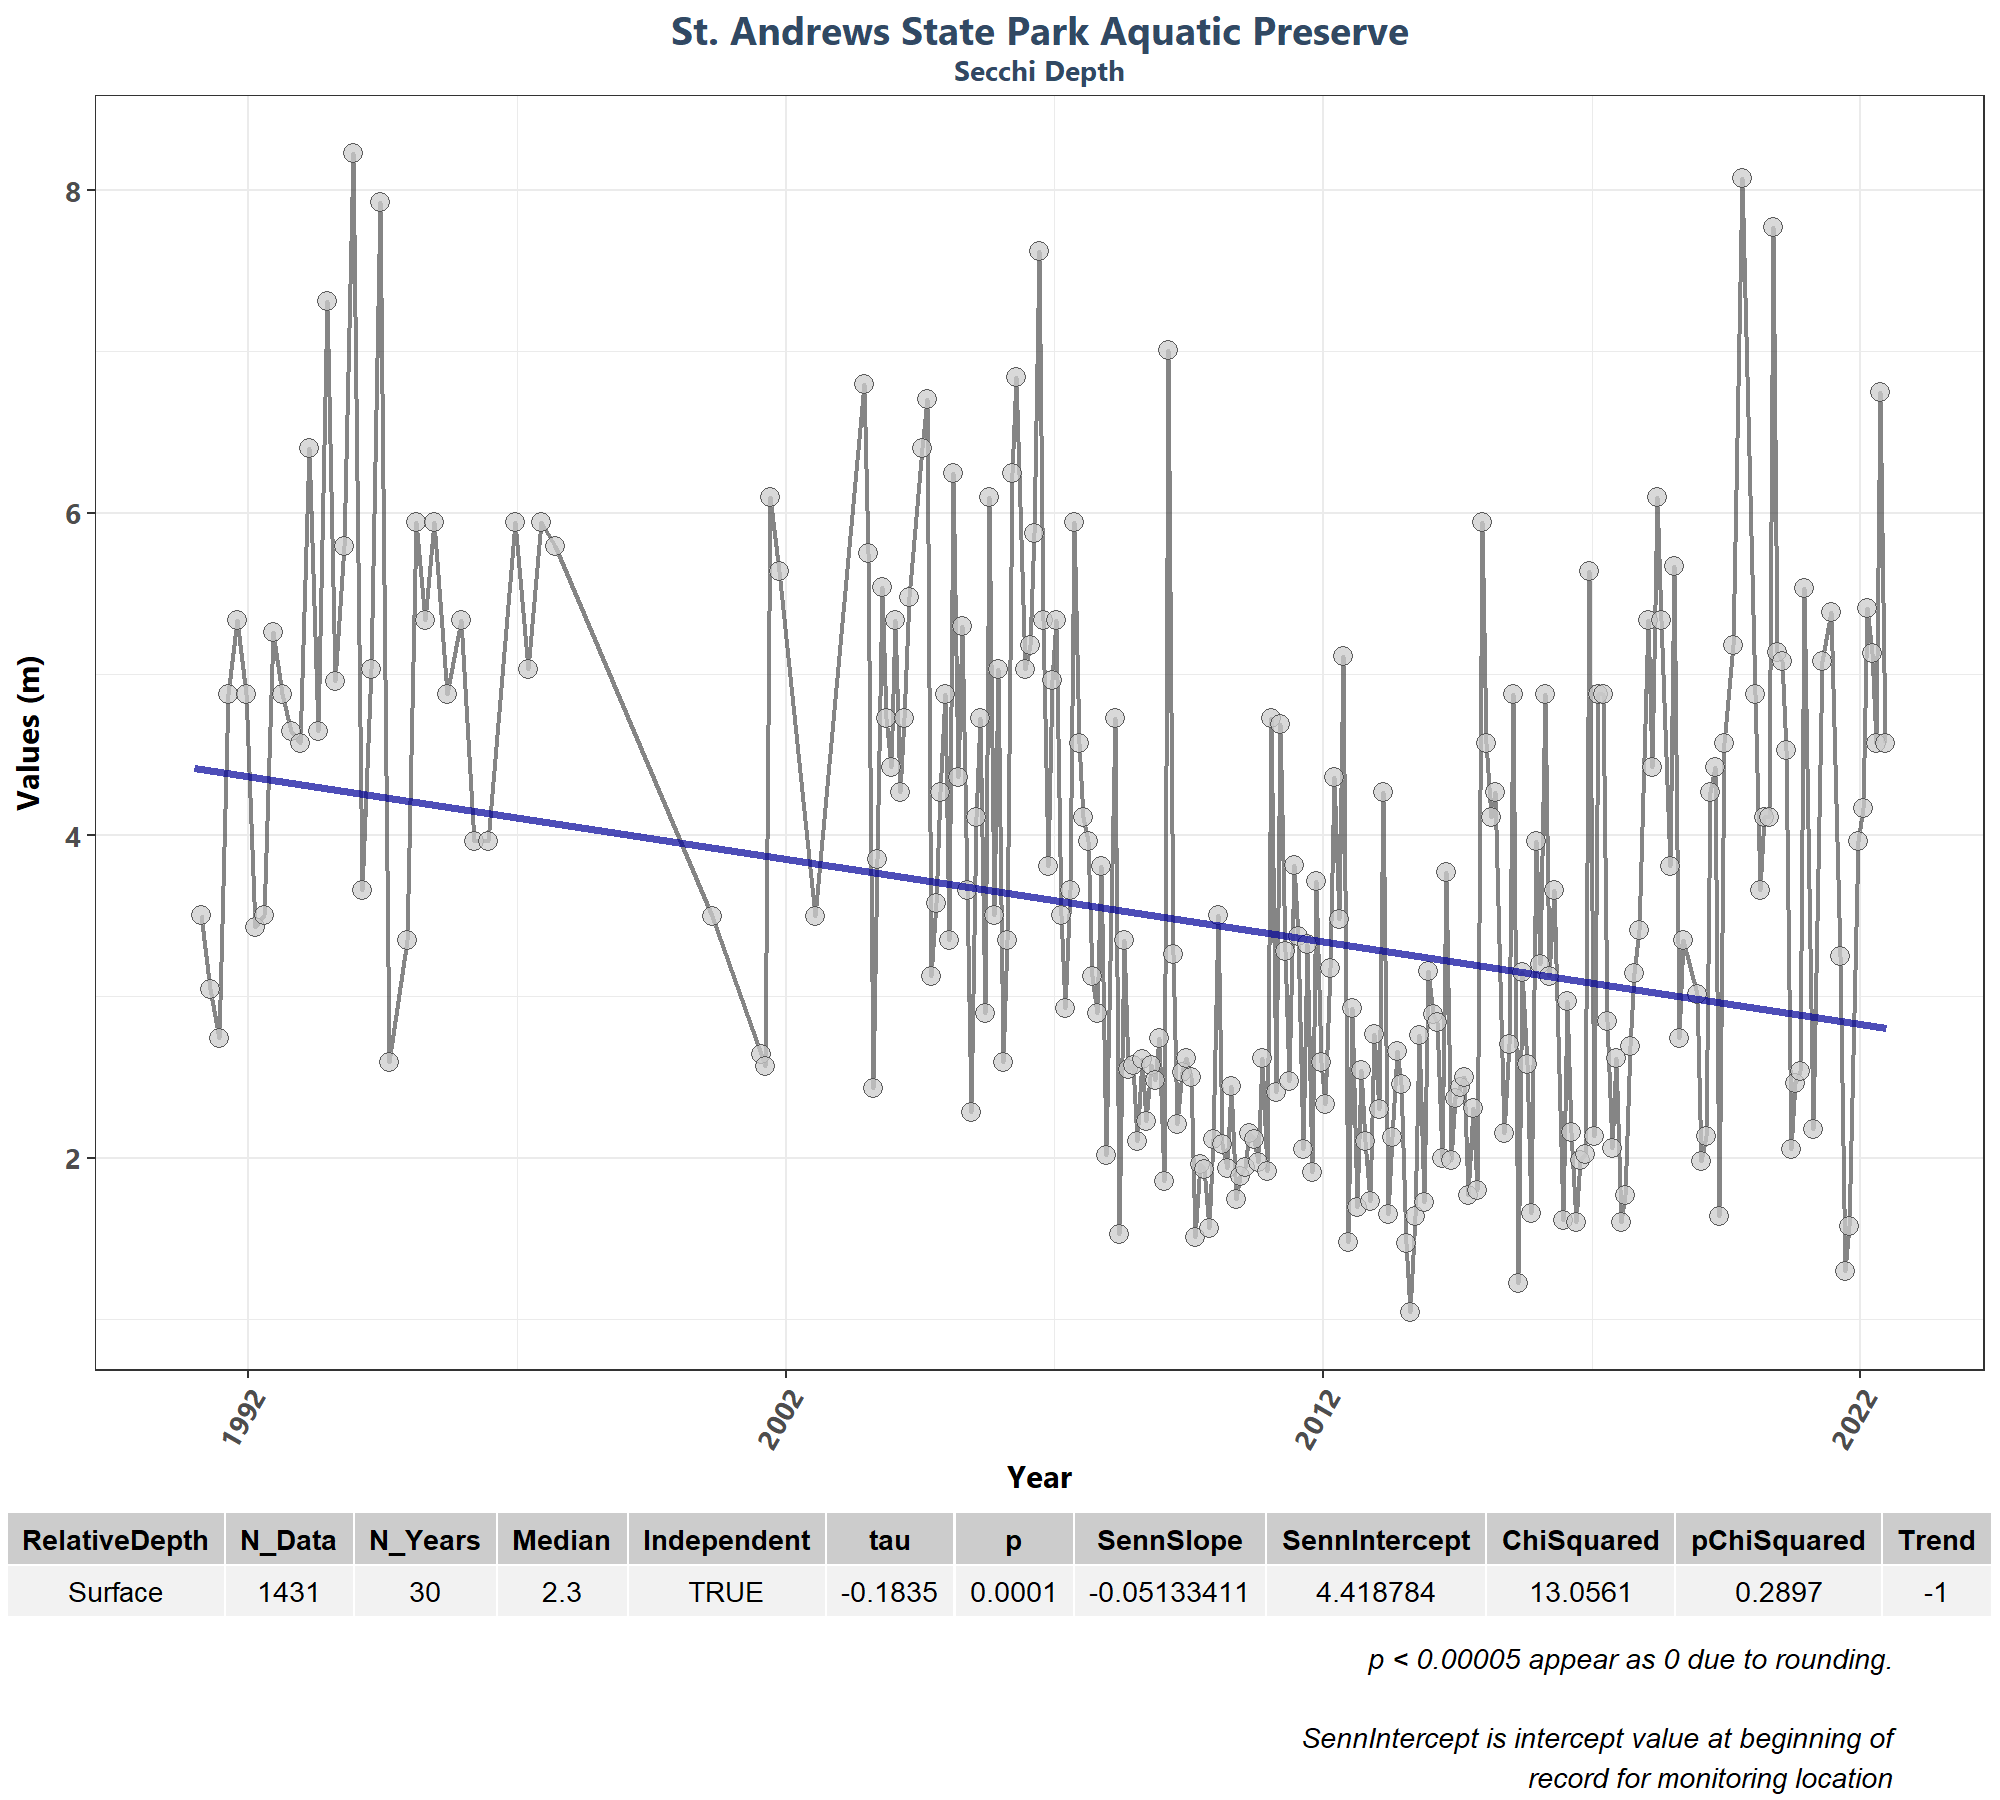 St. Andrews State Park Aquatic Preserve
Secchi Depth
Values (m)
8
6
4
2
1992 2002 2012 2022
Year
RelativeDepth N_Data N_Years Median Independent tau p SennSlope SennIntercept ChiSquared pChiSquared Trend
Surface 1431 30 2.3 TRUE -0.1835 0.0001 -0.05133411 4.418784 13.0561 0.2897 -1
p < 0.00005 appear as 0 due to rounding.
SennIntercept is intercept value at beginning of
record for monitoring location